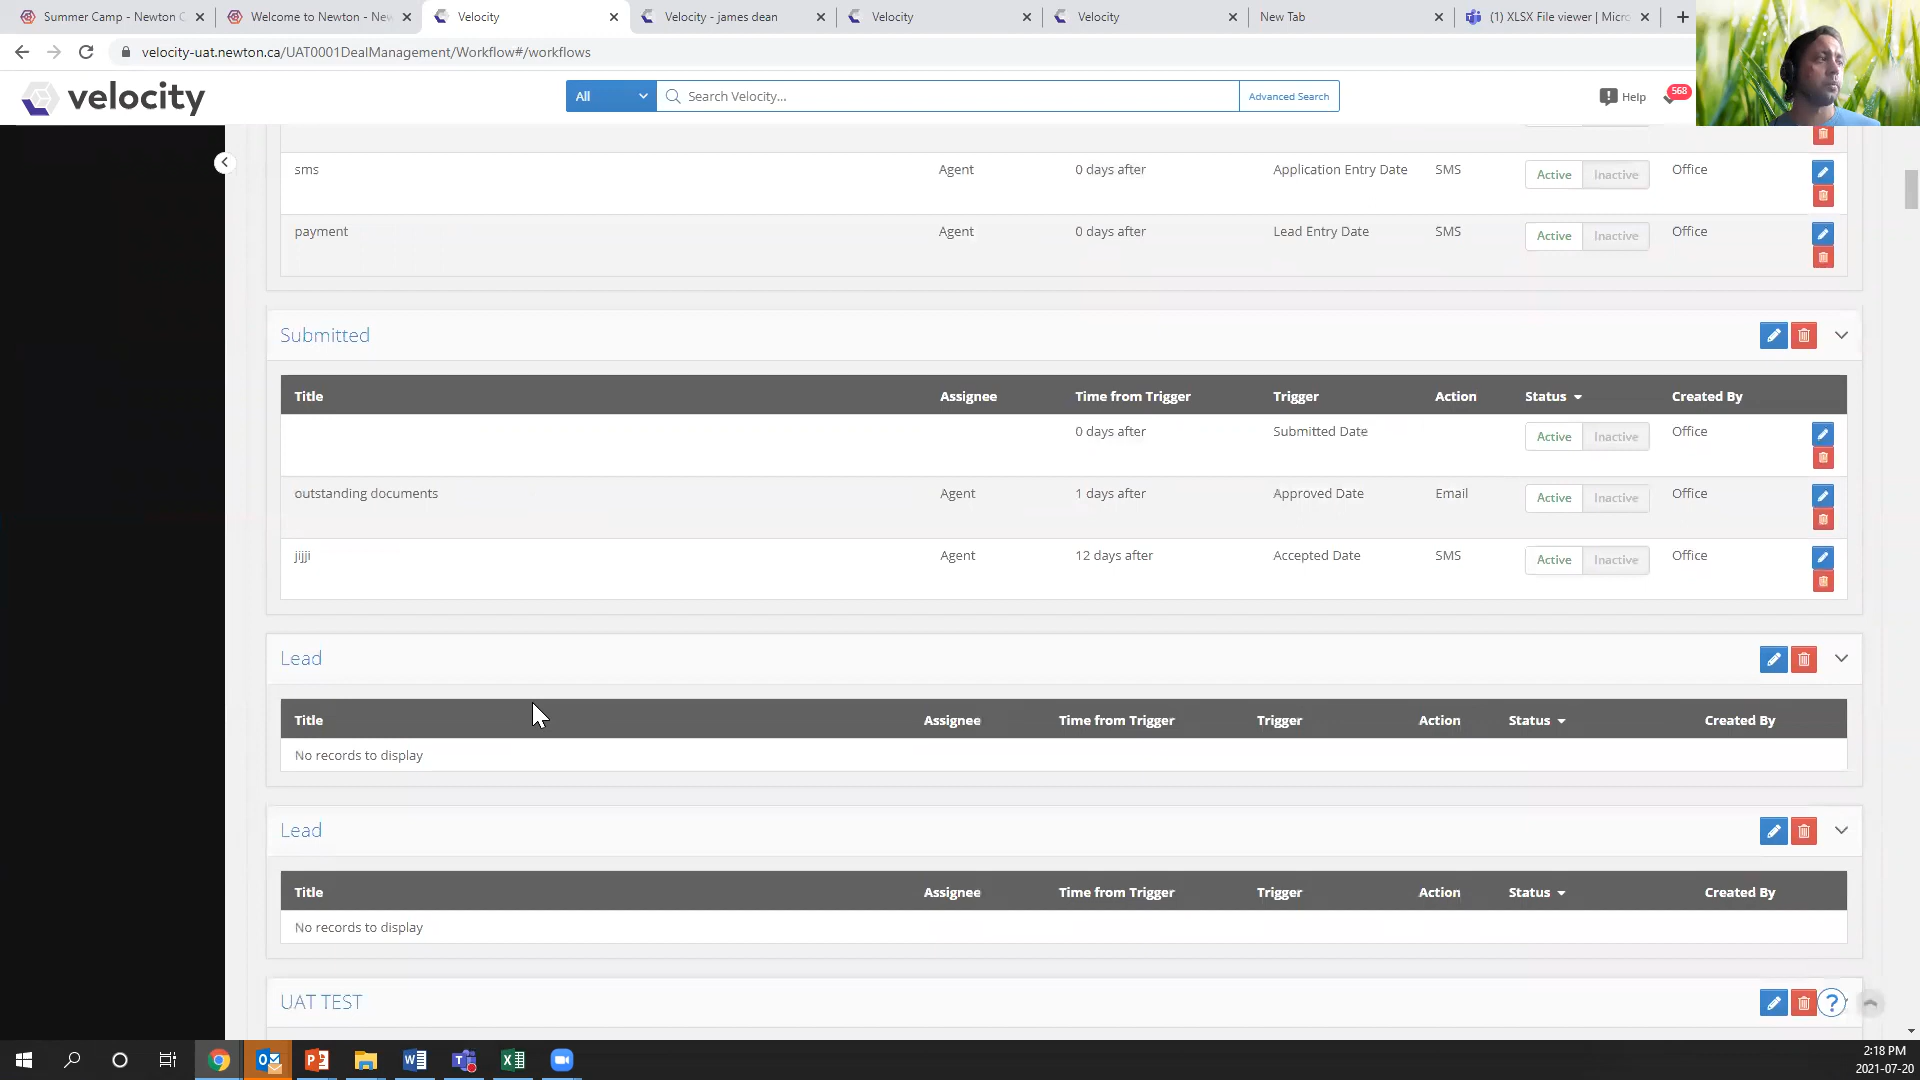 Summer Camp - Newton C
Welcome to Newton - New
Velocity
Velocity - james dean
Velocity
Velocity
New Tab
(1) XLSX File viewer | Micro
velocity-uat.newton.ca/UAT0001DealManagement/Workflow#/workflows
velocity
All
Search Velocity...
Advanced Search
Help
568
sms Agent 0 days after Application Entry Date SMS Active Inactive Office
payment Agent 0 days after Lead Entry Date SMS Active Inactive Office
Submitted
Title Assignee Time from Trigger Trigger Action Status Created By
0 days after Submitted Date Active Inactive Office
outstanding documents Agent 1 days after Approved Date Email Active Inactive Office
jijji Agent 12 days after Accepted Date SMS Active Inactive Office
Lead
Title Assignee Time from Trigger Trigger Action Status Created By
No records to display
Lead
Title Assignee Time from Trigger Trigger Action Status Created By
No records to display
UAT TEST
?
2:18 PM
2021-07-20